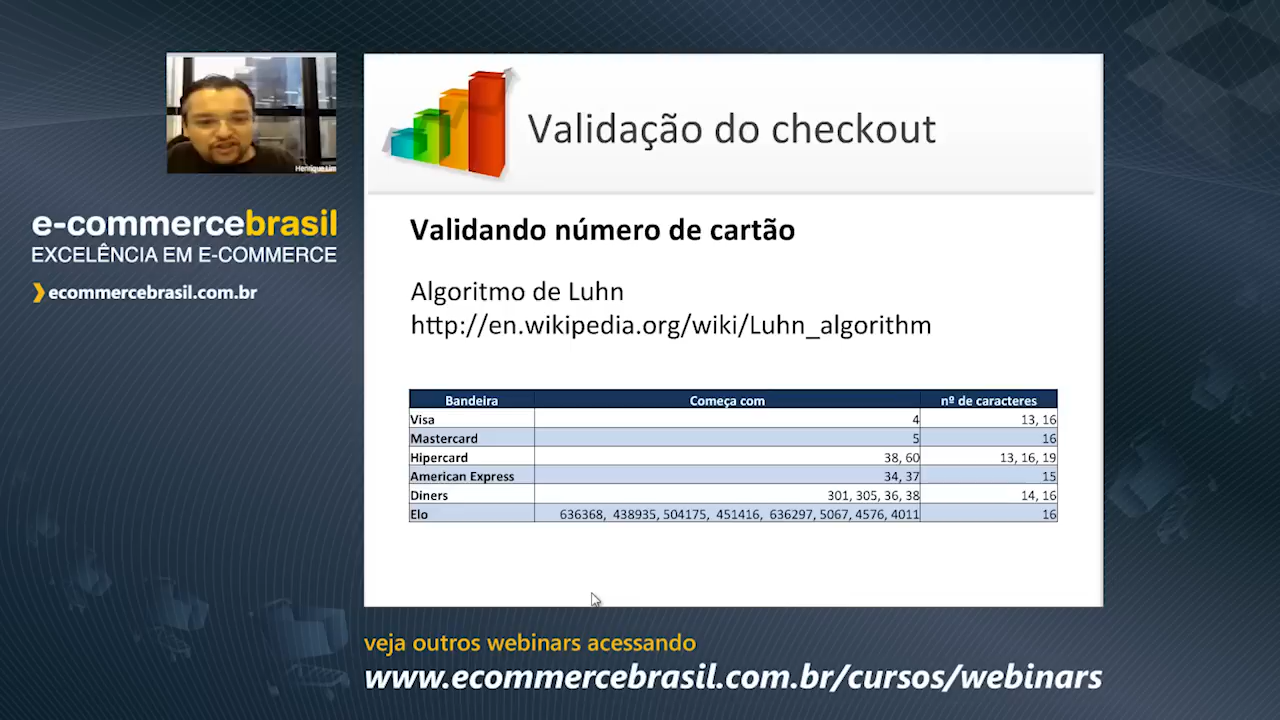 Henrique Lim
e-commercebrasil
EXCELÊNCIA EM E-COMMERCE
ecommercebrasil.com.br
Validação do checkout
Validando número de cartão
Algoritmo de Luhn
http://en.wikipedia.org/wiki/Luhn_algorithm
Bandeira Começa com nº de caracteres
Visa 4 13, 16
Mastercard 5 16
Hipercard 38, 60 13, 16, 19
American Express 34, 37 15
Diners 301, 305, 36, 38 14, 16
Elo 636368, 438935, 504175, 451416, 636297, 5067, 4576, 4011 16
veja outros webinars acessando
www.ecommercebrasil.com.br/cursos/webinars